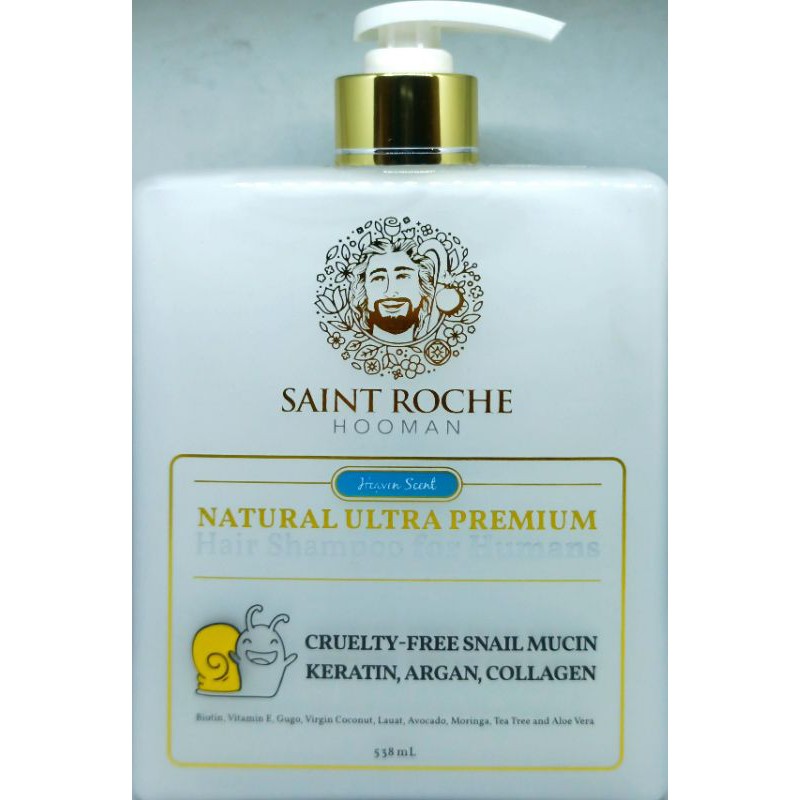 SAINT ROCHE
HOOMAN
Heaven Scent
NATURAL ULTRA PREMIUM
Hair Shampoo for Humans
CRUELTY-FREE SNAIL MUCIN
KERATIN, ARGAN, COLLAGEN
Biotin, Vitamin E, Gugo, Virgin Coconut, Lauat, Avocado, Moringa, Tea Tree and Aloe Vera
538 mL